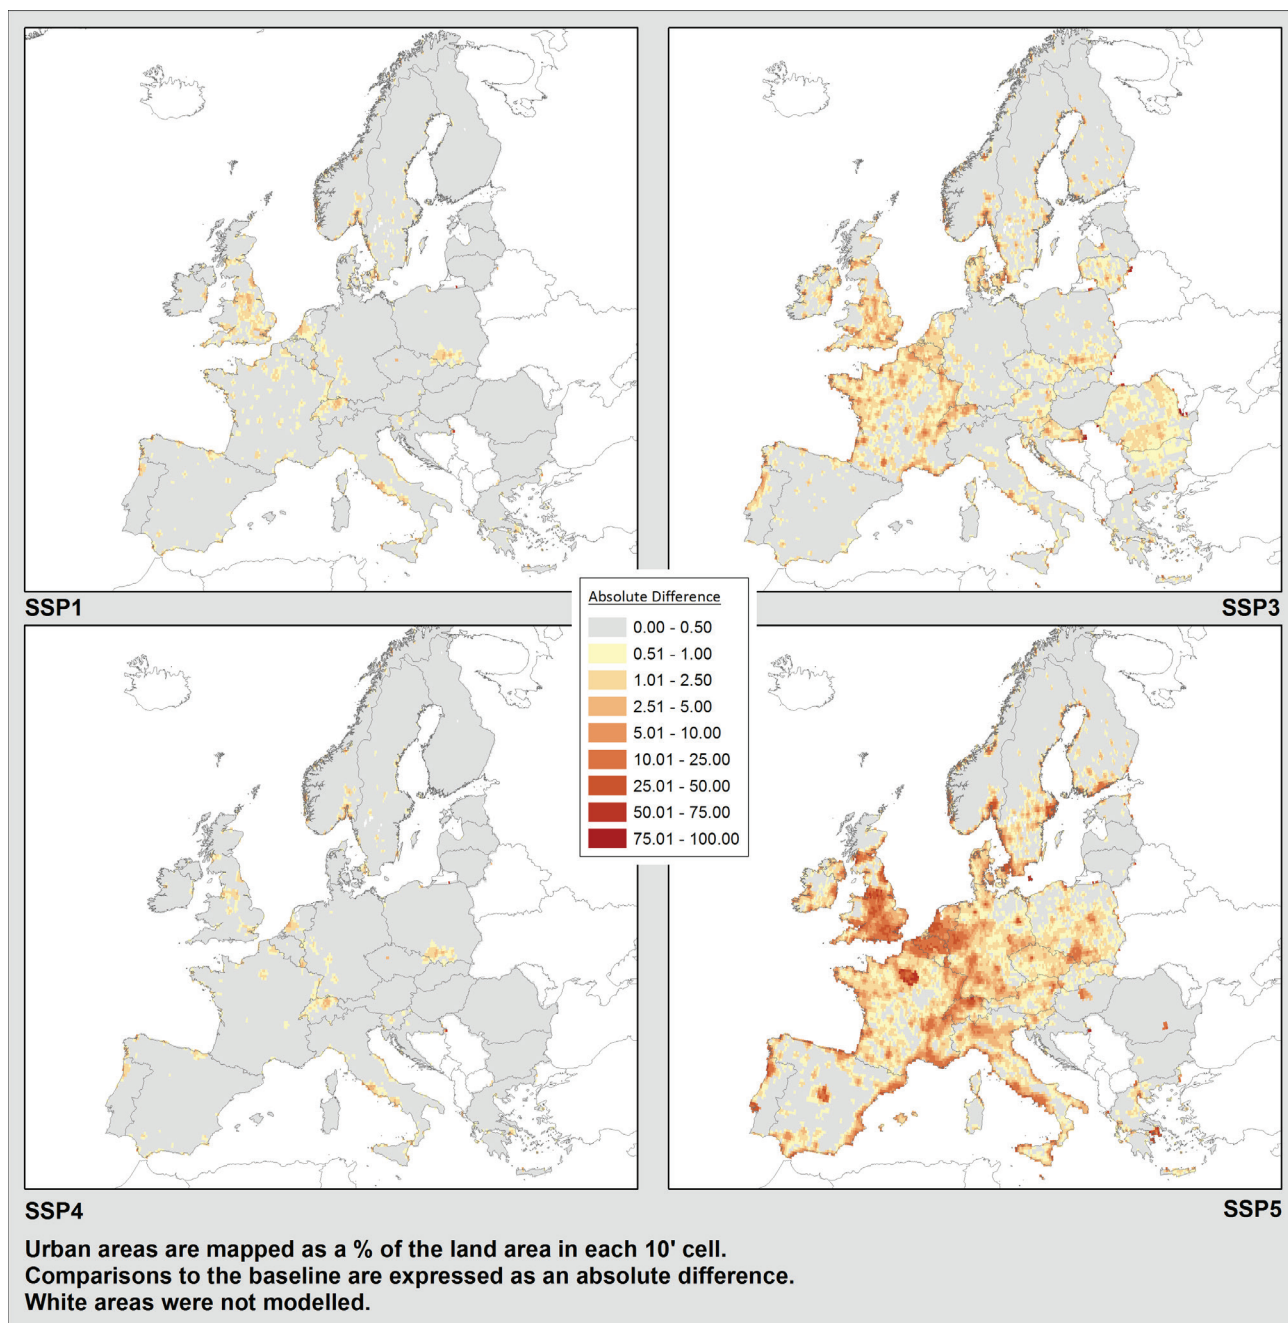 SSP1
SSP3
Absolute Difference
0.00 - 0.50
0.51 - 1.00
1.01 - 2.50
2.51 - 5.00
5.01 - 10.00
10.01 - 25.00
25.01 - 50.00
50.01 - 75.00
75.01 - 100.00
SSP4
SSP5
Urban areas are mapped as a % of the land area in each 10' cell.
Comparisons to the baseline are expressed as an absolute difference.
White areas were not modelled.